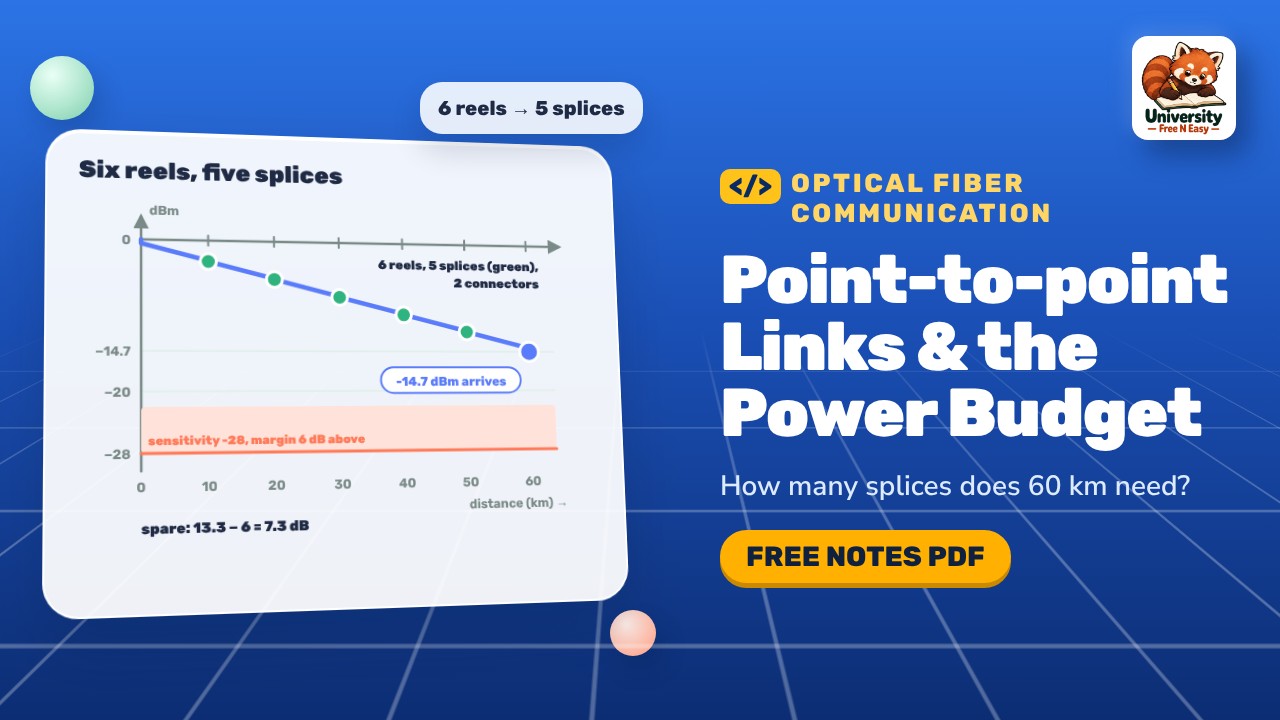 6 reels → 5 splices
University
Free N Easy
Six reels, five splices
dBm
0
6 reels, 5 splices (green),
2 connectors
−14.7
-14.7 dBm arrives
−20
sensitivity -28, margin 6 dB above
−28
0 10 20 30 40 50 60
distance (km) →
spare: 13.3 − 6 = 7.3 dB
</> OPTICAL FIBER
COMMUNICATION
Point-to-point
Links & the
Power Budget
How many splices does 60 km need?
FREE NOTES PDF